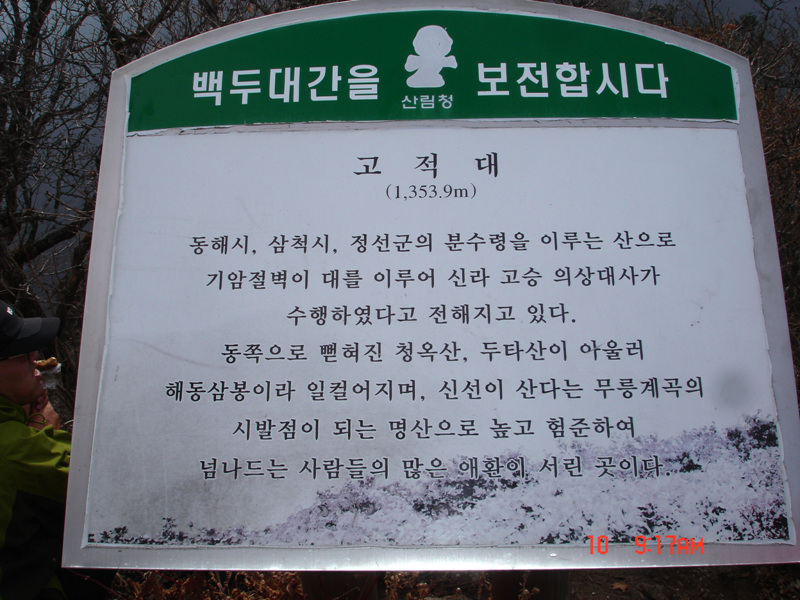 백두대간을 보전합시다
산림청
고 적 대
(1,353.9m)
동해시, 삼척시, 정선군의 분수령을 이루는 산으로
기암절벽이 대를 이루어 신라 고승 의상대사가
수행하였다고 전해지고 있다.
동쪽으로 뻗혀진 청옥산, 두타산이 아울러
해동삼봉이라 일컬어지며, 신선이 산다는 무릉계곡의
시발점이 되는 명산으로 높고 험준하여
넘나드는 사람들의 많은 애환이 서린 곳이다.
10 9:17AM